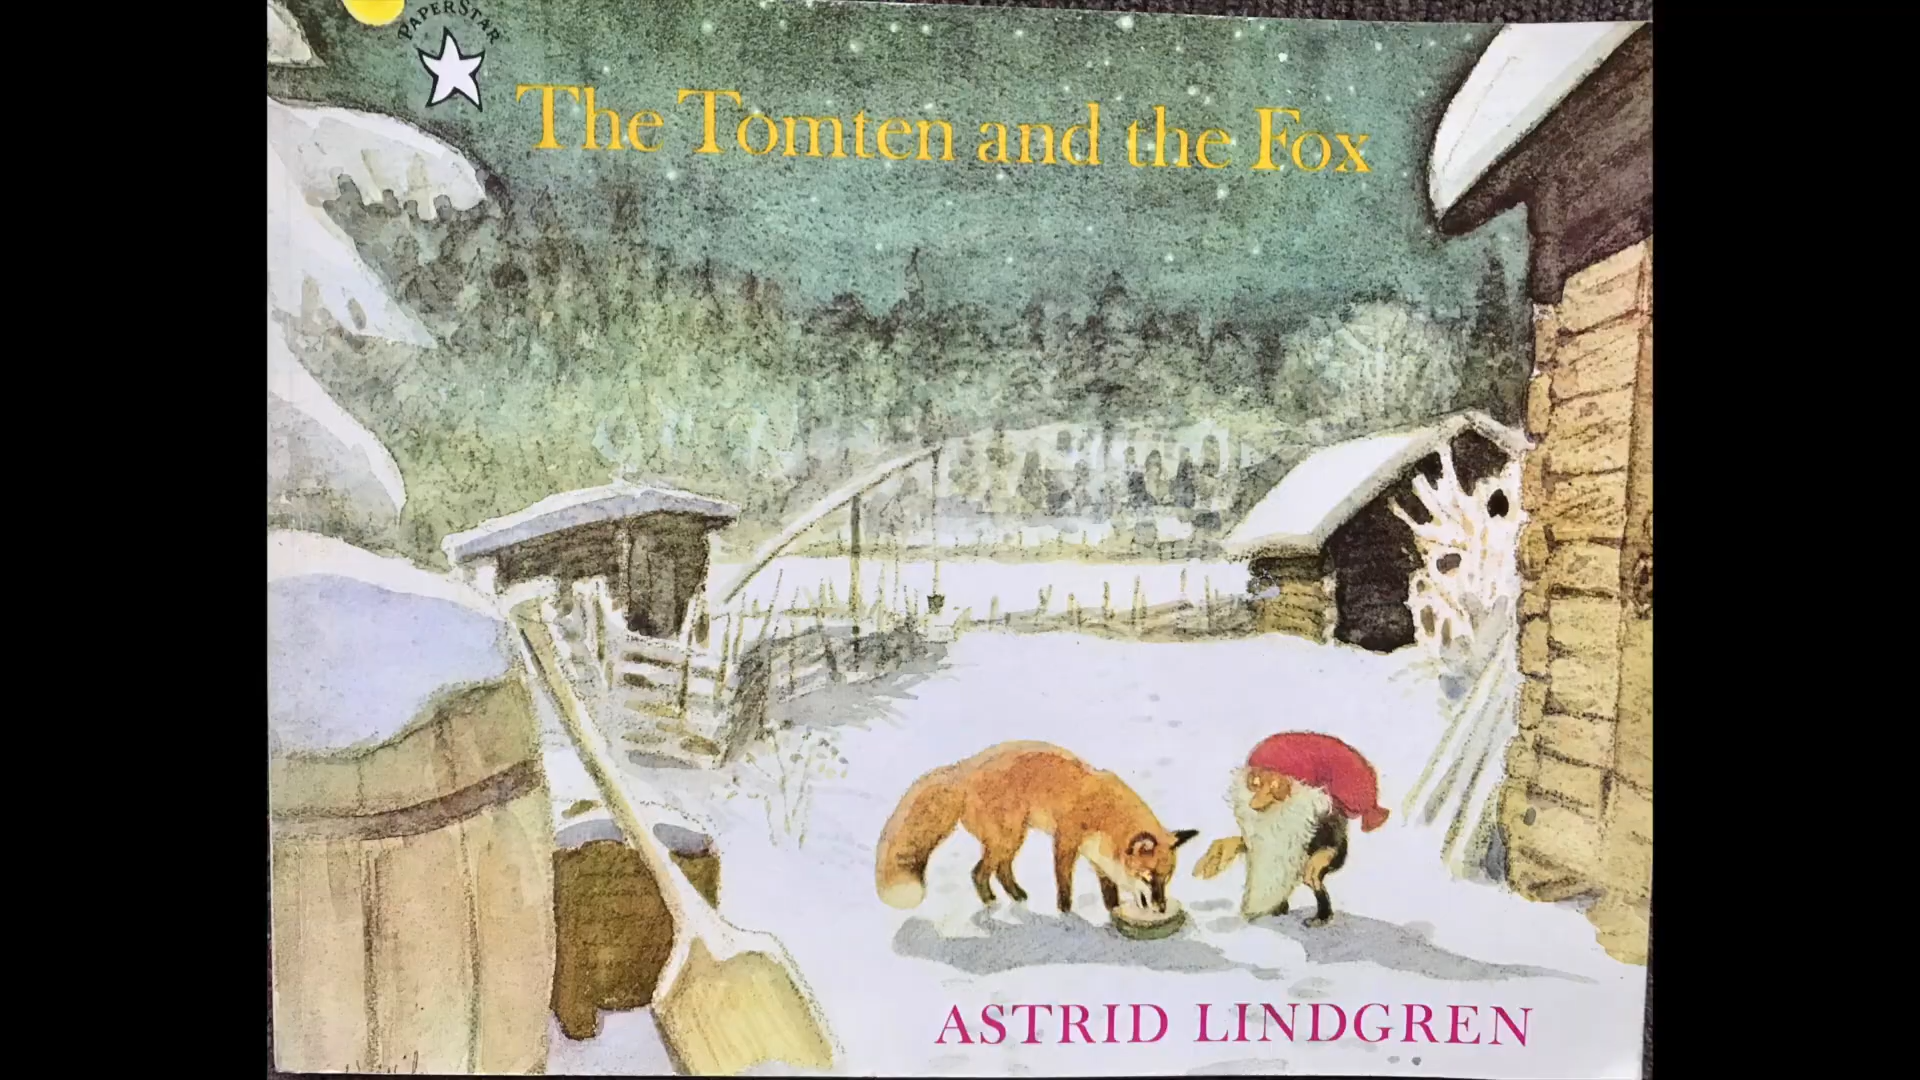 PAPERSTAR
The Tomten and the Fox
ASTRID LINDGREN